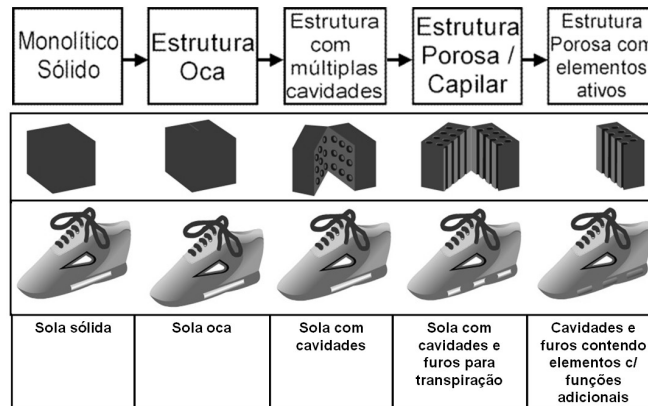 Monolítico
Sólido
Estrutura
Oca
Estrutura
com
múltiplas
cavidades
Estrutura
Porosa /
Capilar
Estrutura
Porosa com
elementos
ativos
Sola sólida
Sola oca
Sola com
cavidades
Sola com
cavidades e
furos para
transpiração
Cavidades e
furos contendo
elementos c/
funções
adicionais